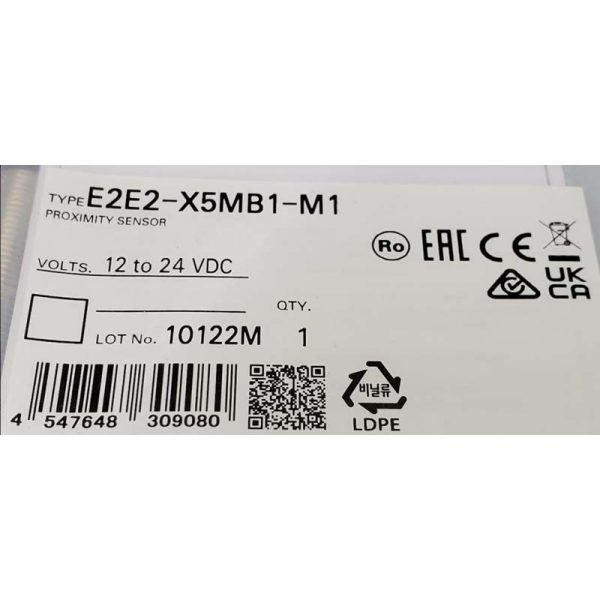 TYPE E2E2-X5MB1-M1
PROXIMITY SENSOR
Ro EAC CE
VOLTS. 12 to 24 VDC
UK
CA
QTY.
LOT No. 10122M 1
비닐류
LDPE
4 547648 309080